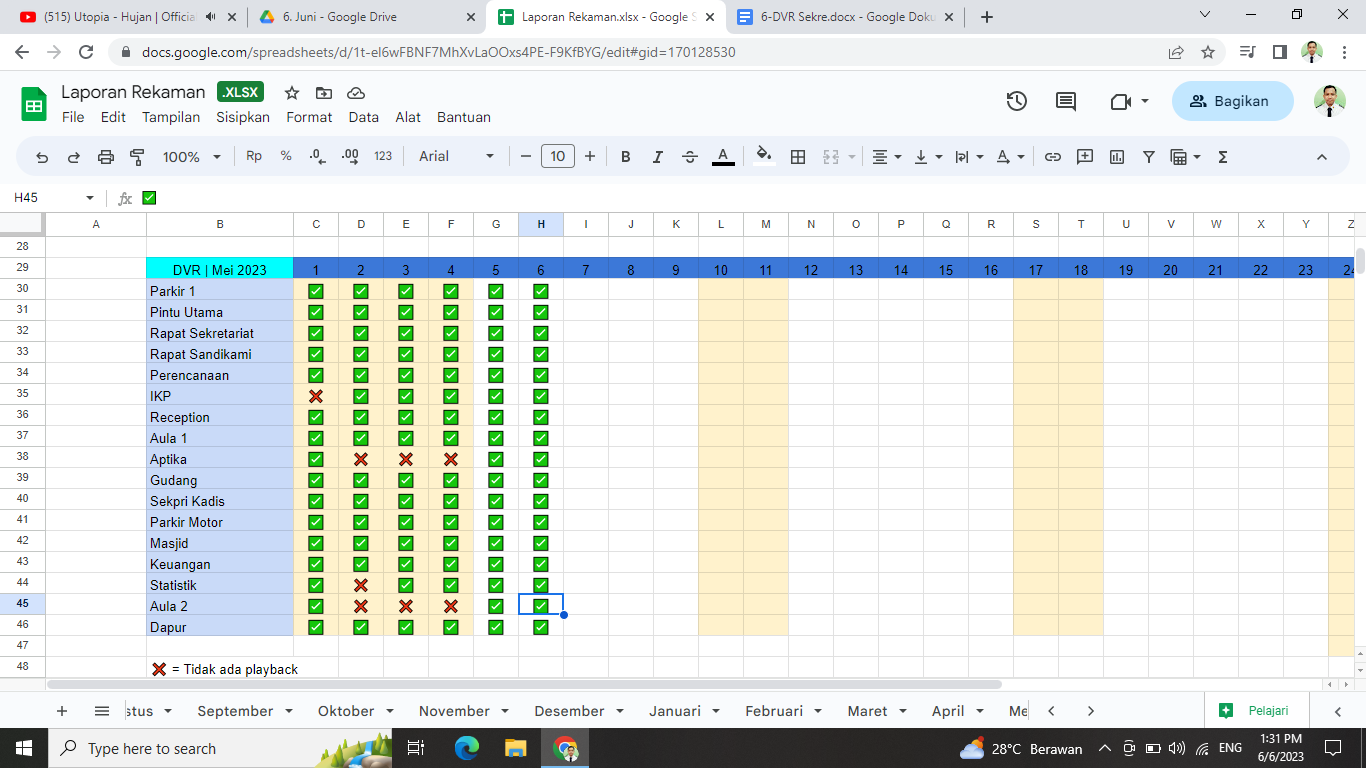 (515) Utopia - Hujan | Official
6. Juni - Google Drive
Laporan Rekaman.xlsx - Google S
6-DVR Sekre.docx - Google Doku
docs.google.com/spreadsheets/d/1t-eI6wFBNF7MhXvLaOOxs4PE-F9KfBYG/edit#gid=170128530
Laporan Rekaman .XLSX
File Edit Tampilan Sisipkan Format Data Alat Bantuan
Bagikan
100% Rp % .0 .00 123 Arial 10 B I A
H45 fx ✅
A B C D E F G H I J K L M N O P Q R S T U V W X Y Z
28
29 DVR | Mei 2023 1 2 3 4 5 6 7 8 9 10 11 12 13 14 15 16 17 18 19 20 21 22 23 24
30 Parkir 1 ✅ ✅ ✅ ✅ ✅ ✅
31 Pintu Utama ✅ ✅ ✅ ✅ ✅ ✅
32 Rapat Sekretariat ✅ ✅ ✅ ✅ ✅ ✅
33 Rapat Sandikami ✅ ✅ ✅ ✅ ✅ ✅
34 Perencanaan ✅ ✅ ✅ ✅ ✅ ✅
35 IKP ❌ ✅ ✅ ✅ ✅ ✅
36 Reception ✅ ✅ ✅ ✅ ✅ ✅
37 Aula 1 ✅ ✅ ✅ ✅ ✅ ✅
38 Aptika ✅ ❌ ❌ ❌ ✅ ✅
39 Gudang ✅ ✅ ✅ ✅ ✅ ✅
40 Sekpri Kadis ✅ ✅ ✅ ✅ ✅ ✅
41 Parkir Motor ✅ ✅ ✅ ✅ ✅ ✅
42 Masjid ✅ ✅ ✅ ✅ ✅ ✅
43 Keuangan ✅ ✅ ✅ ✅ ✅ ✅
44 Statistik ✅ ❌ ✅ ✅ ✅ ✅
45 Aula 2 ✅ ❌ ❌ ❌ ✅ ✅
46 Dapur ✅ ✅ ✅ ✅ ✅ ✅
47
48 ❌ = Tidak ada playback
stus September Oktober November Desember Januari Februari Maret April Me
Pelajari
Type here to search
28°C Berawan
ENG
1:31 PM
6/6/2023